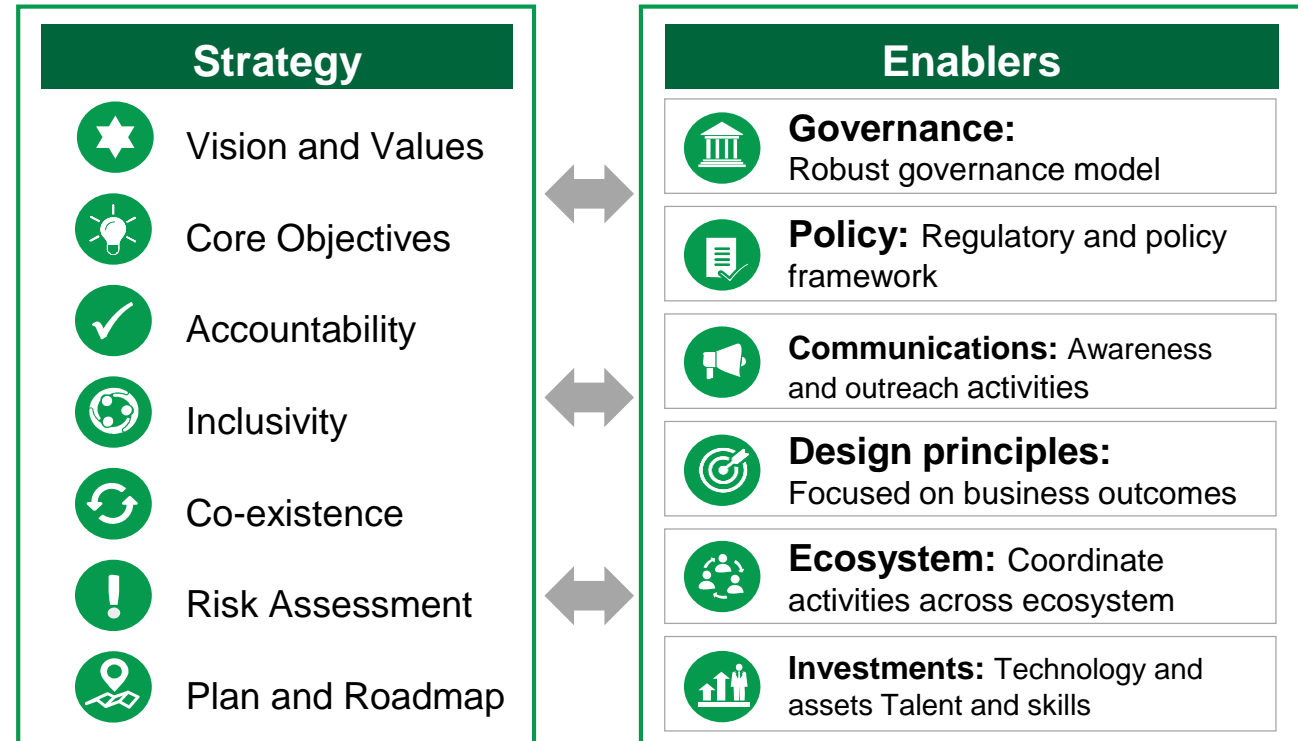 Strategy
Vision and Values
Core Objectives
Accountability
Inclusivity
Co-existence
Risk Assessment
Plan and Roadmap
Enablers
Governance:
Robust governance model
Policy: Regulatory and policy
framework
Communications: Awareness
and outreach activities
Design principles:
Focused on business outcomes
Ecosystem: Coordinate
activities across ecosystem
Investments: Technology and
assets Talent and skills